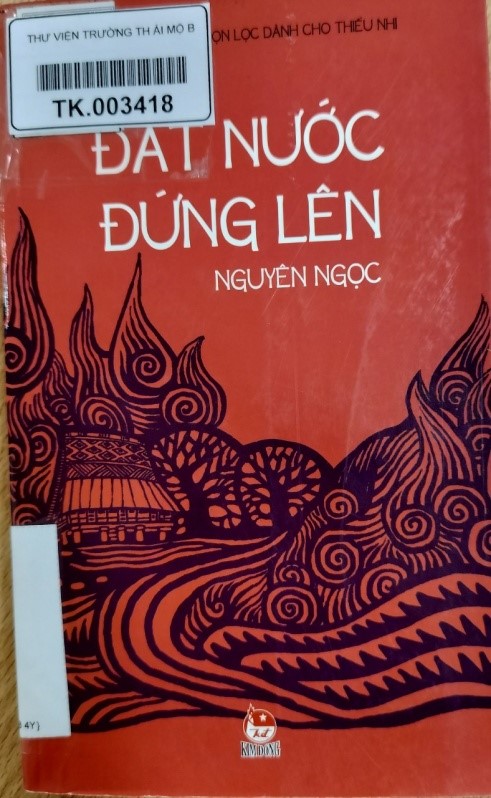 THƯ VIỆN TRƯỜNG TH ÁI MỘ B
TK.003418
ỌN LỌC DÀNH CHO THIẾU NHI
ĐẤT NƯỚC
ĐỨNG LÊN
NGUYÊN NGỌC
KIM ĐỒNG
4Y}